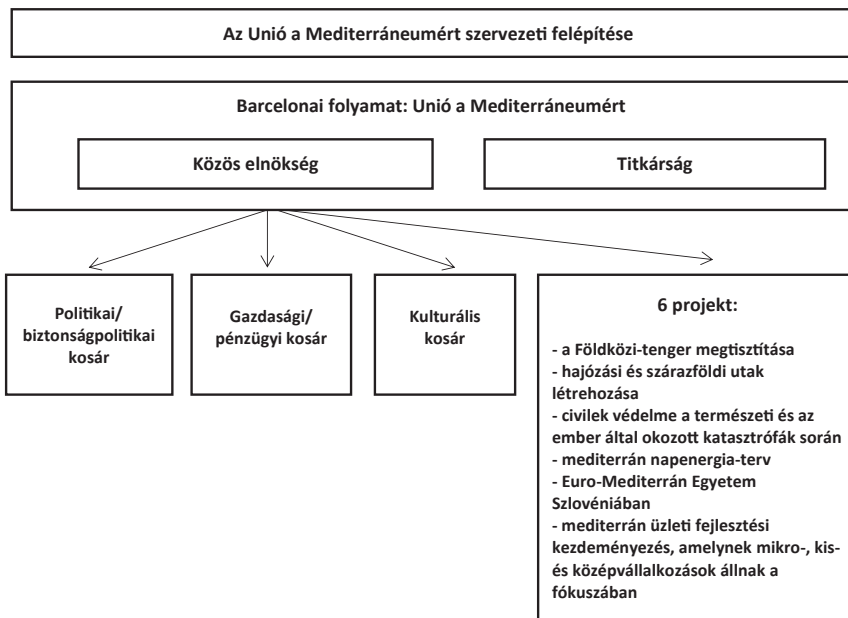 Az Unió a Mediterráneumért szervezeti felépítése
Barcelonai folyamat: Unió a Mediterráneumért
Közös elnökség
Titkárság
Politikai/
biztonságpolitikai
kosár
Gazdasági/
pénzügyi kosár
Kulturális
kosár
6 projekt:
- a Földközi-tenger megtisztítása
- hajózási és szárazföldi utak
létrehozása
- civilek védelme a természeti és az
ember által okozott katasztrófák során
- mediterrán napenergia-terv
- Euro-Mediterrán Egyetem
Szlovéniában
- mediterrán üzleti fejlesztési
kezdeményezés, amelynek mikro-, kis-
és középvállalkozások állnak a
fókuszában